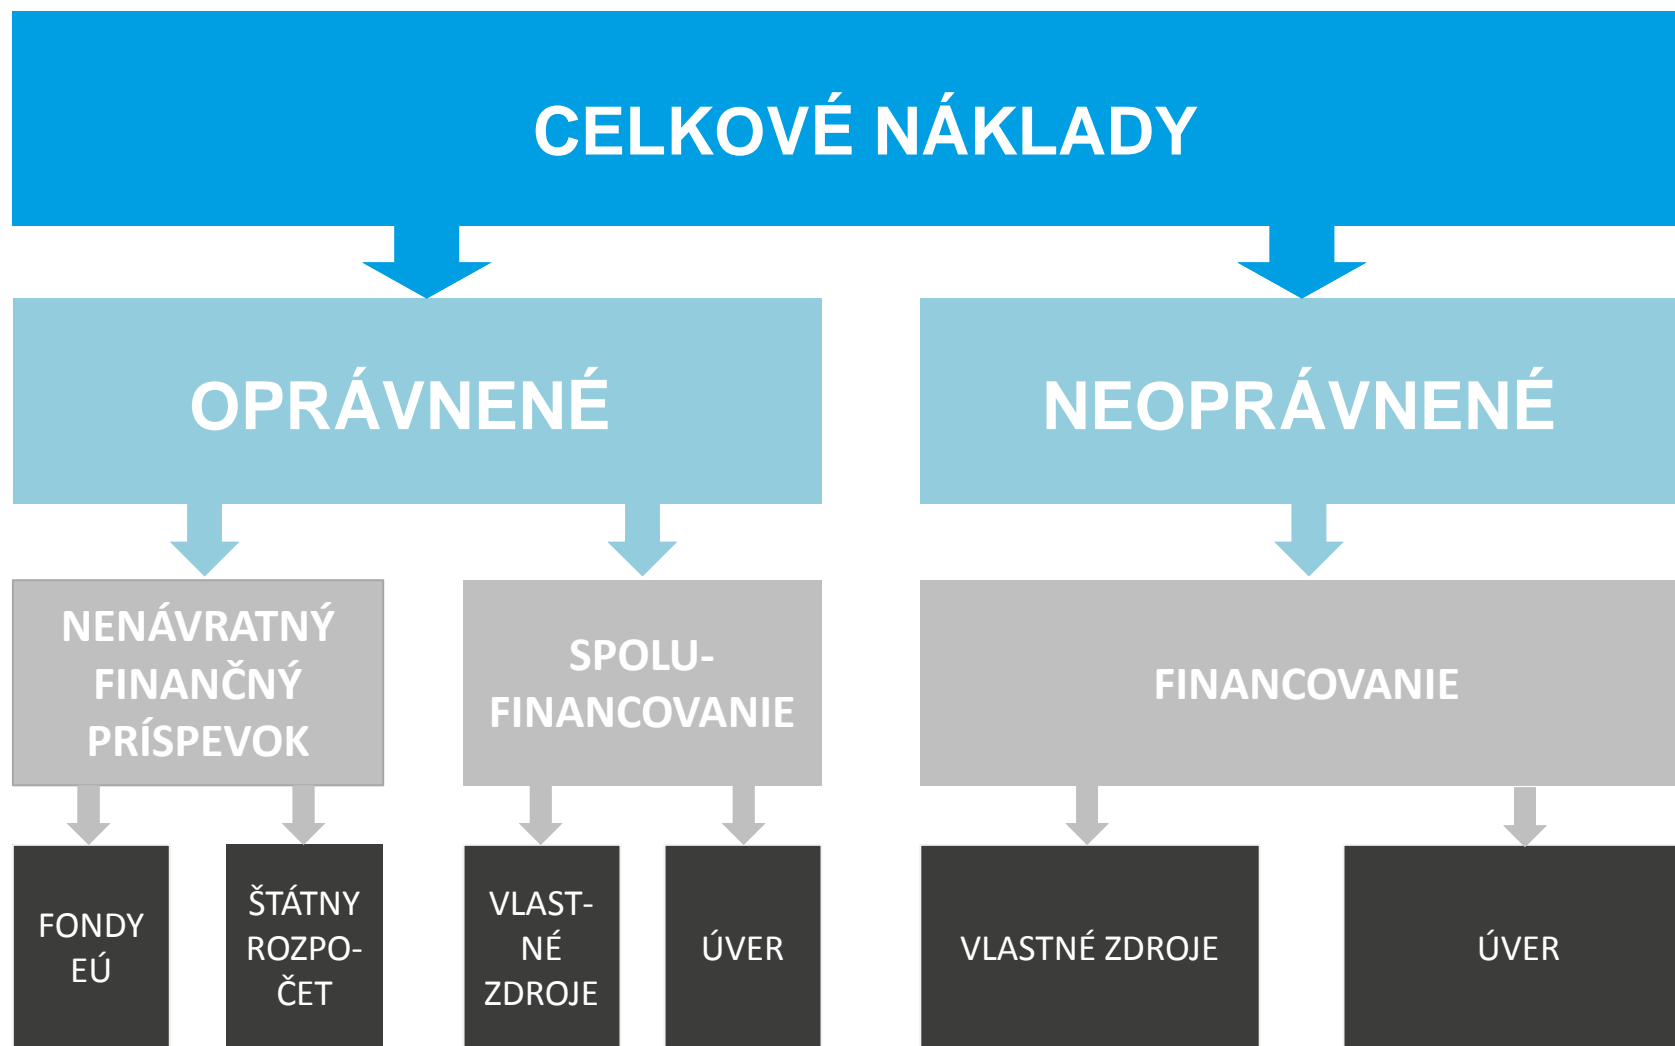 CELKOVÉ NÁKLADY
OPRÁVNENÉ
NEOPRÁVNENÉ
NENÁVRATNÝ
FINANČNÝ
PRÍSPEVOK
SPOLU-
FINANCOVANIE
FINANCOVANIE
FONDY
EÚ
ŠTÁTNY
ROZPO-
ČET
VLAST-
NÉ
ZDROJE
ÚVER
VLASTNÉ ZDROJE
ÚVER